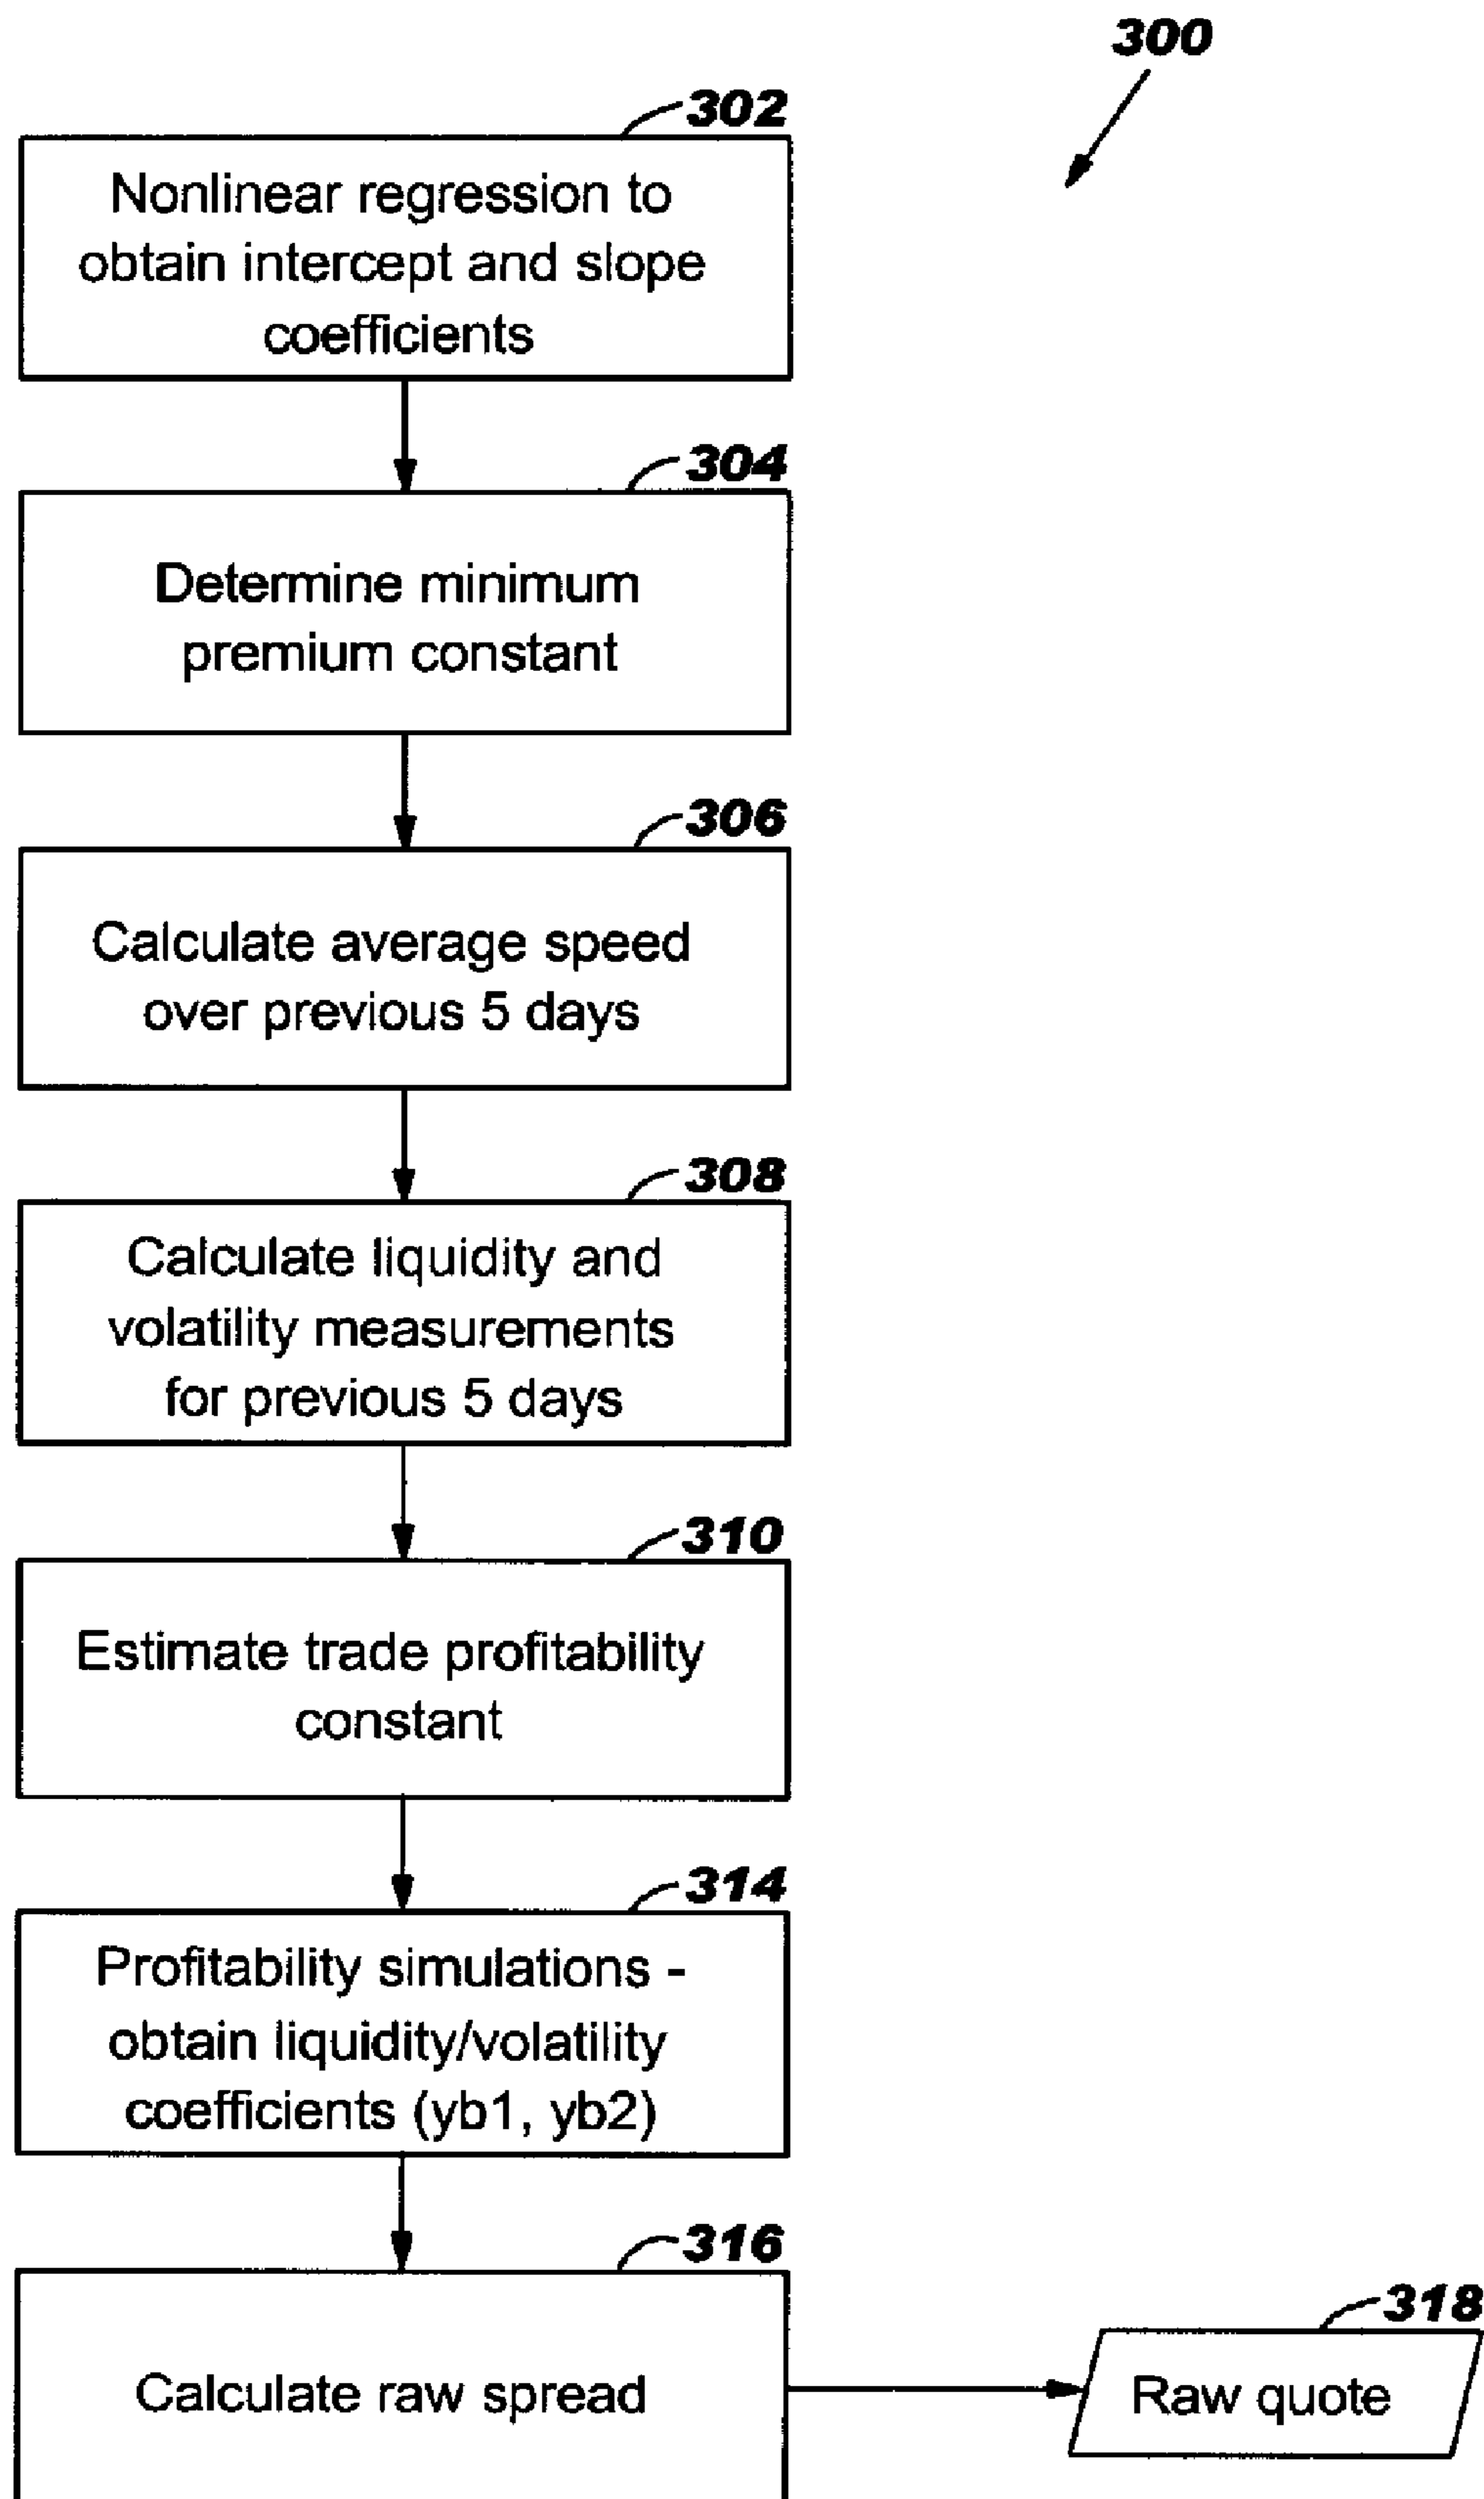 300
302
Nonlinear regression to
obtain intercept and slope
coefficients
304
Determine minimum
premium constant
306
Calculate average speed
over previous 5 days
308
Calculate liquidity and
volatility measurements
for previous 5 days
310
Estimate trade profitability
constant
314
Profitability simulations -
obtain liquidity/volatility
coefficients (yb1, yb2)
316
Calculate raw spread
318
Raw quote